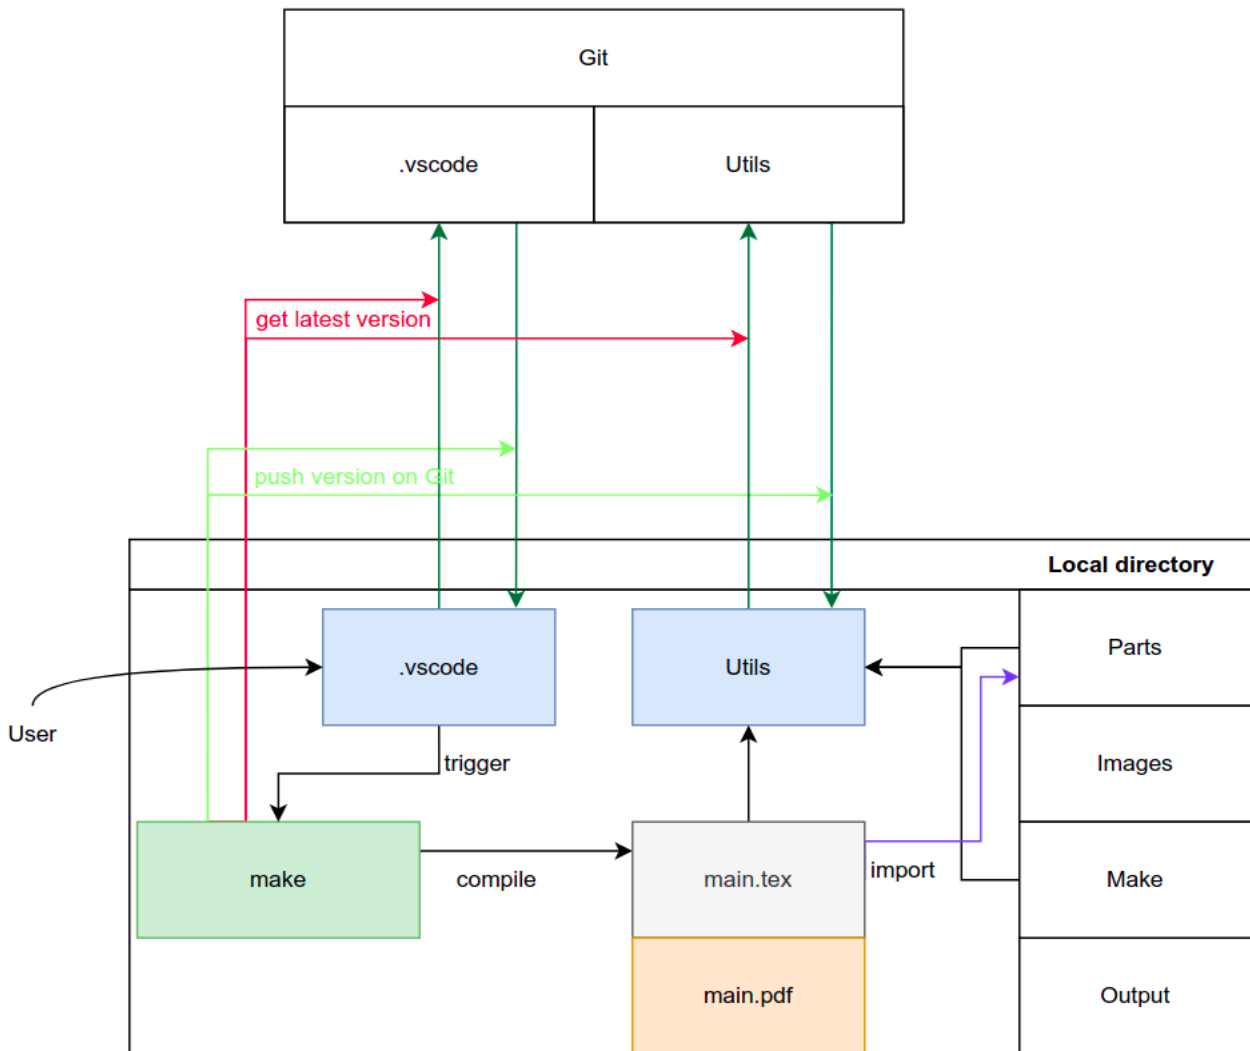 Git
.vscode
Utils
get latest version
push version on Git
Local directory
.vscode
Utils
Parts
User
trigger
Images
make
compile
main.tex
import
Make
main.pdf
Output